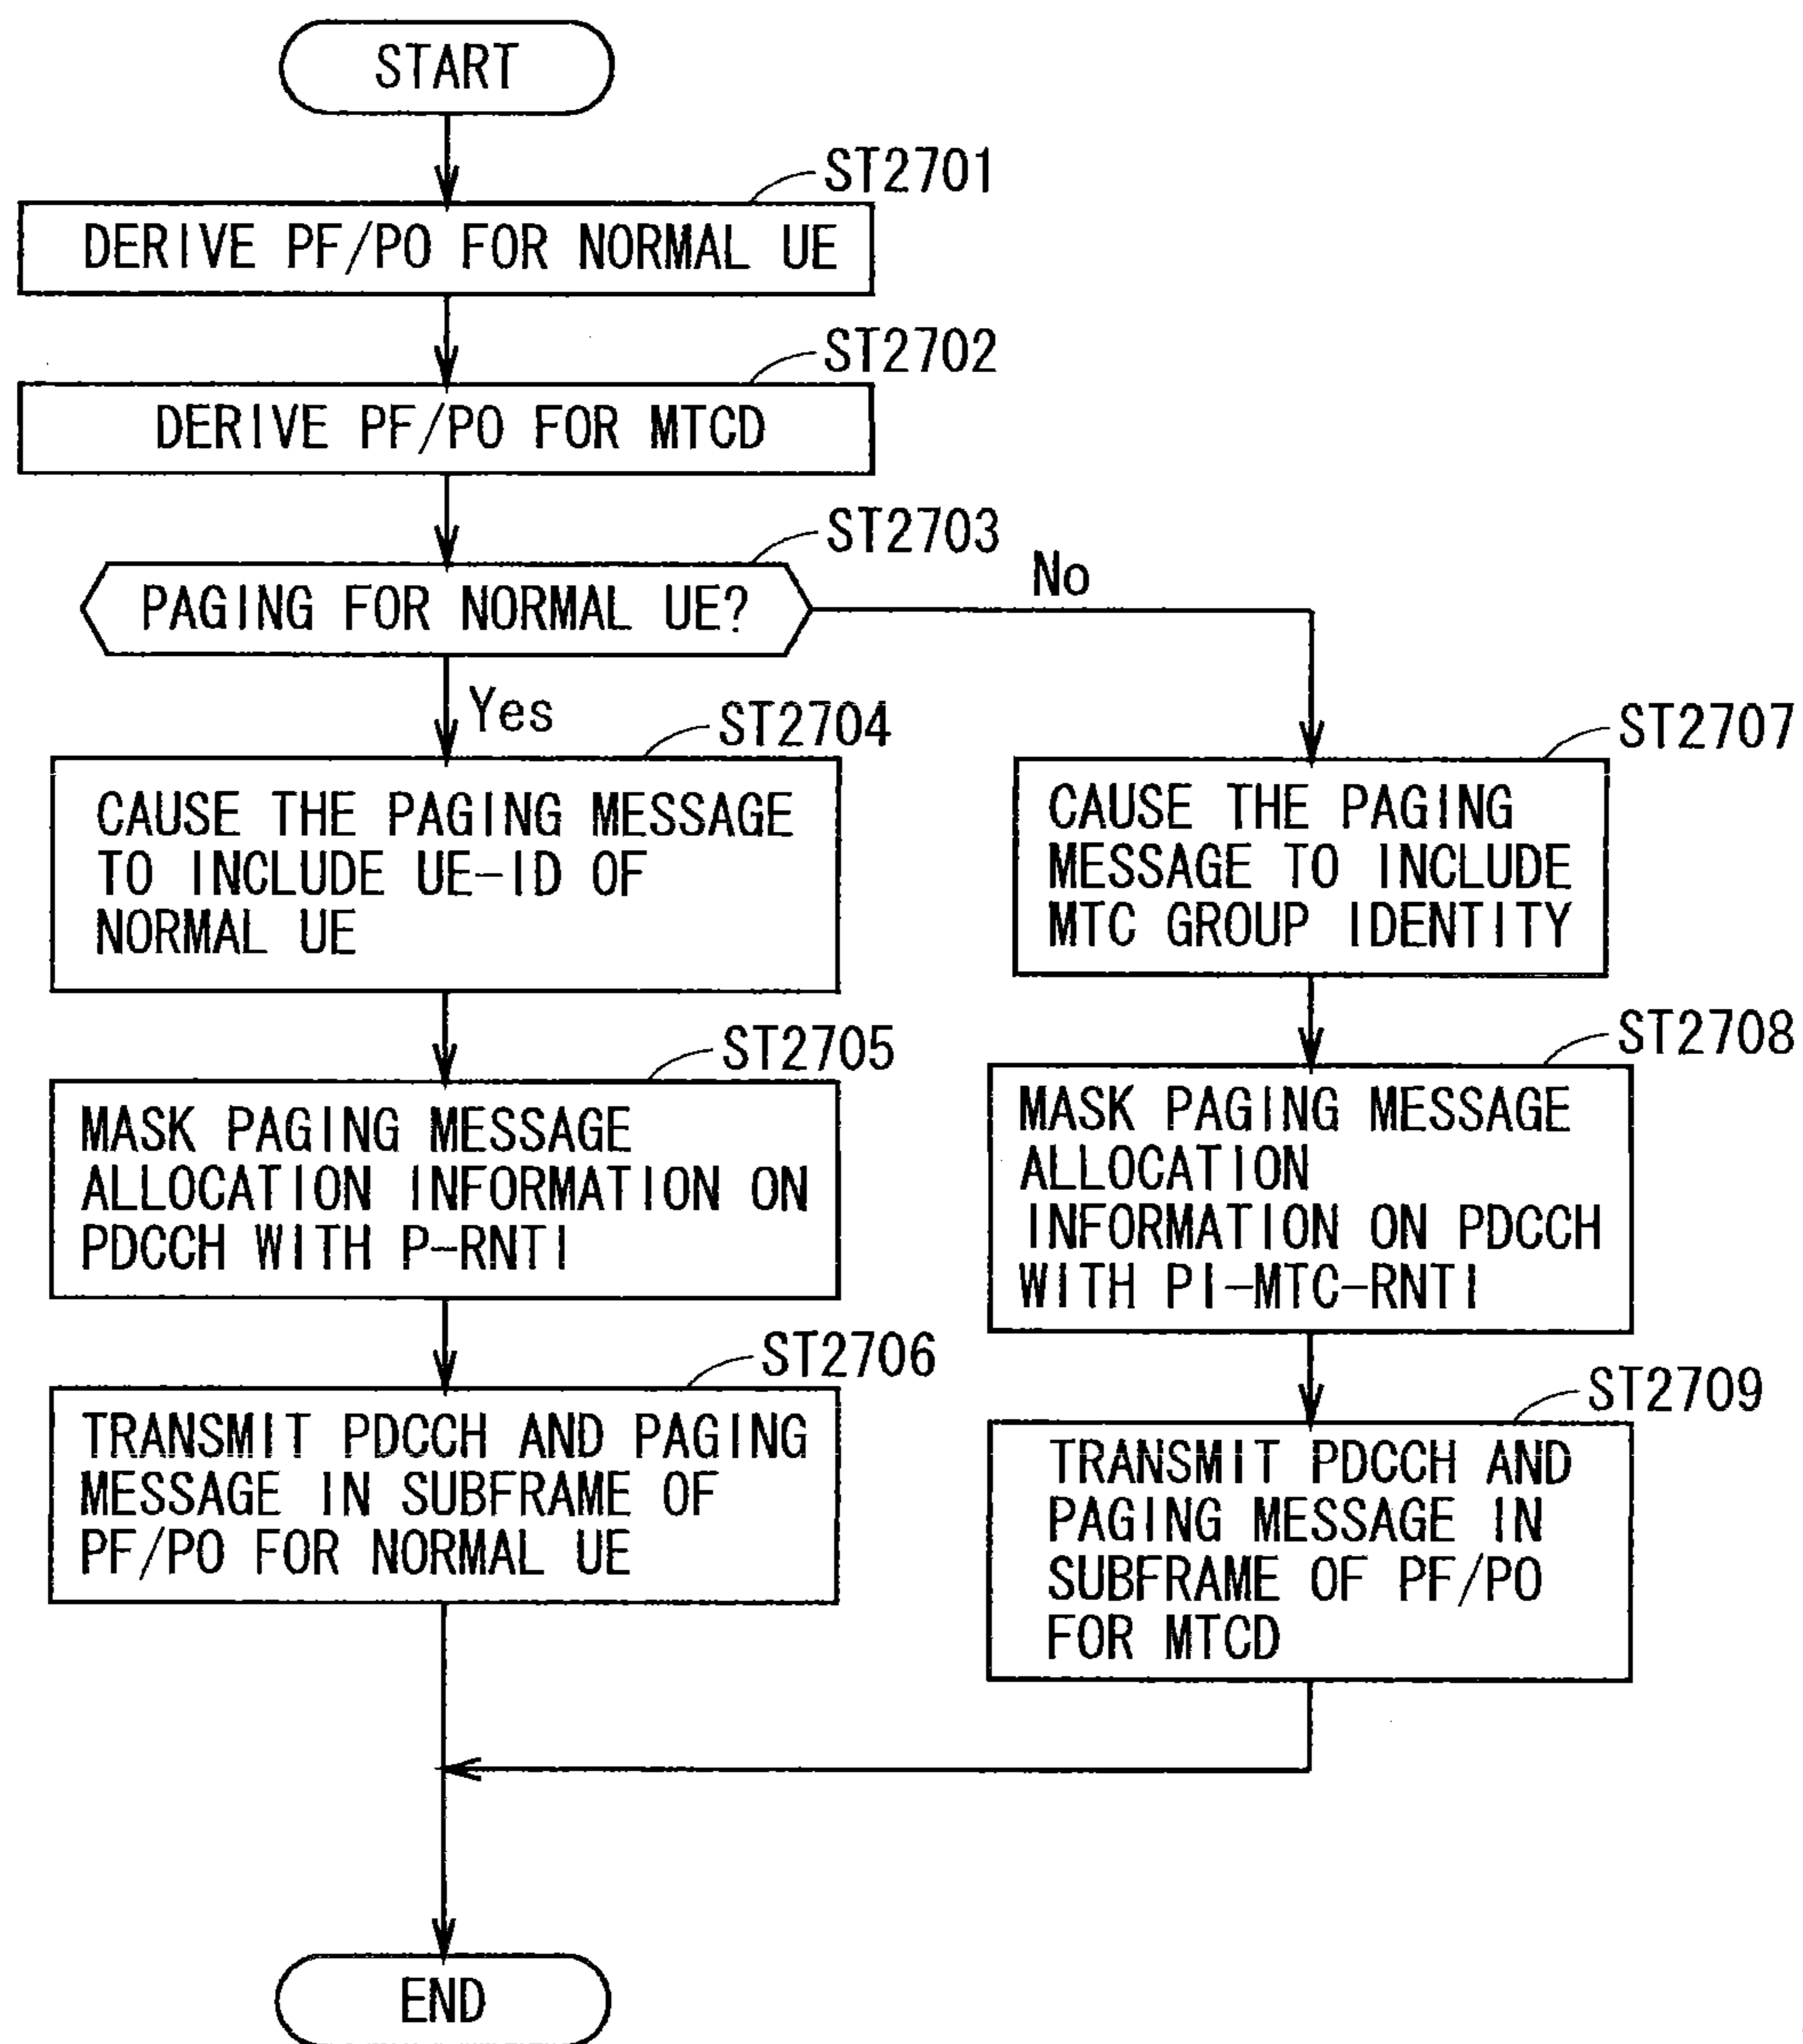 START
ST2701
DERIVE PF/PO FOR NORMAL UE
ST2702
DERIVE PF/PO FOR MTCD
ST2703
PAGING FOR NORMAL UE?
No
Yes
ST2704
CAUSE THE PAGING MESSAGE
TO INCLUDE UE-ID OF
NORMAL UE
ST2705
MASK PAGING MESSAGE
ALLOCATION INFORMATION ON
PDCCH WITH P-RNTI
ST2706
TRANSMIT PDCCH AND PAGING
MESSAGE IN SUBFRAME OF
PF/PO FOR NORMAL UE
ST2707
CAUSE THE PAGING
MESSAGE TO INCLUDE
MTC GROUP IDENTITY
ST2708
MASK PAGING MESSAGE
ALLOCATION
INFORMATION ON PDCCH
WITH PI-MTC-RNTI
ST2709
TRANSMIT PDCCH AND
PAGING MESSAGE IN
SUBFRAME OF PF/PO
FOR MTCD
END